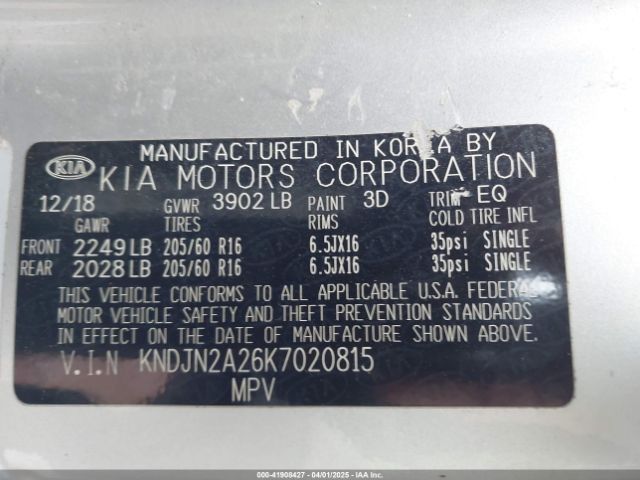 MANUFACTURED IN KOREA BY
KIA KIA MOTORS CORPORATION
12/18 GVWR 3902 LB PAINT 3D TRIM EQ
GAWR TIRES RIMS COLD TIRE INFL
FRONT 2249 LB 205/60 R16 6.5JX16 35psi SINGLE
REAR 2028 LB 205/60 R16 6.5JX16 35psi SINGLE
THIS VEHICLE CONFORMS TO ALL APPLICABLE U.S.A. FEDERAL
MOTOR VEHICLE SAFETY AND THEFT PREVENTION STANDARDS
IN EFFECT ON THE DATE OF MANUFACTURE SHOWN ABOVE.
V.I.N KNDJN2A26K7020815
MPV
000-41908427 - 04/01/2025 - IAAI.COM